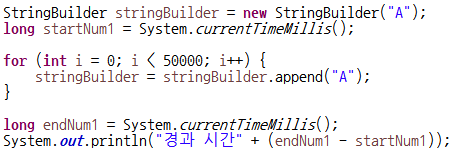 StringBuilder stringBuilder = new StringBuilder("A");
long startNum1 = System.currentTimeMillis();
for (int i = 0; i < 50000; i++) {
stringBuilder = stringBuilder.append("A");
}
long endNum1 = System.currentTimeMillis();
System.out.println("경과 시간" + (endNum1 - startNum1));